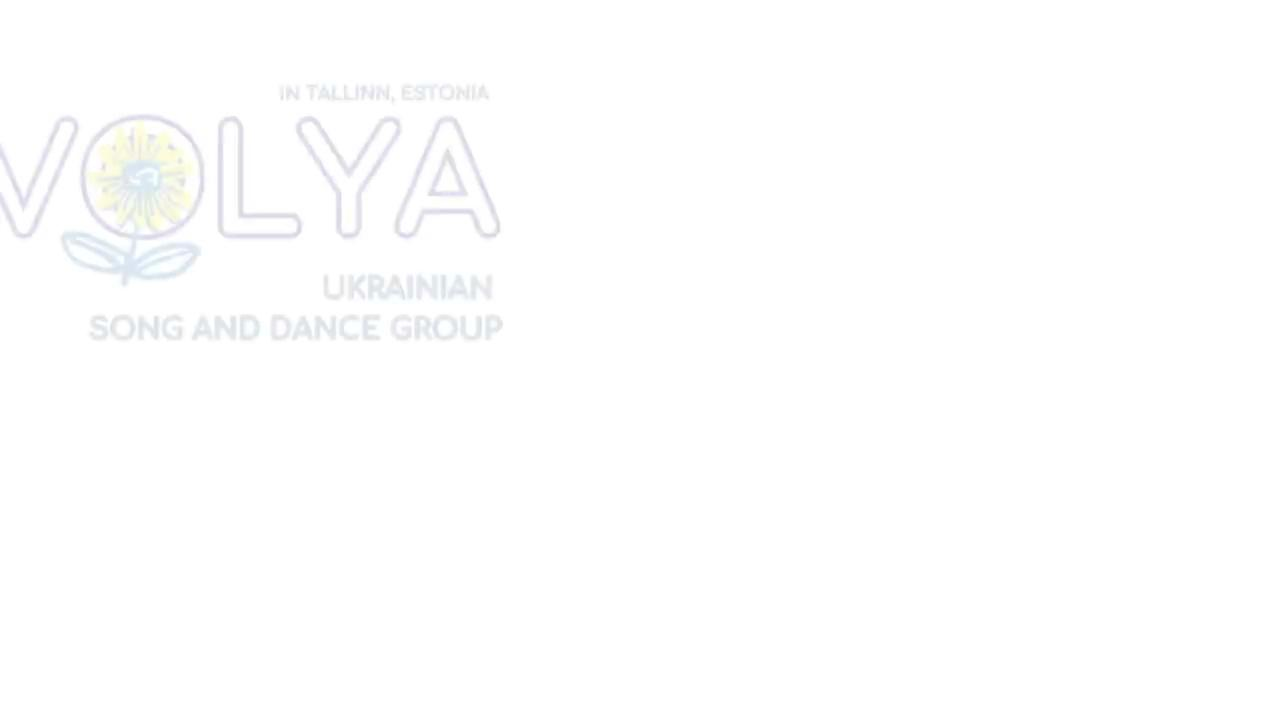 IN TALLINN, ESTONIA
VOLYA
UKRAINIAN
SONG AND DANCE GROUP